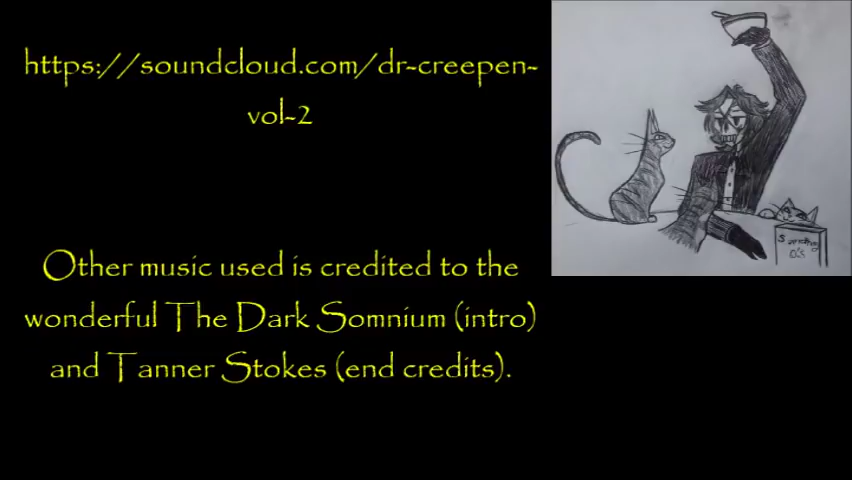 https://soundcloud.com/dr-creepen-
vol-2
Other music used is credited to the
wonderful The Dark Somnium (intro)
and Tanner Stokes (end credits).
O's